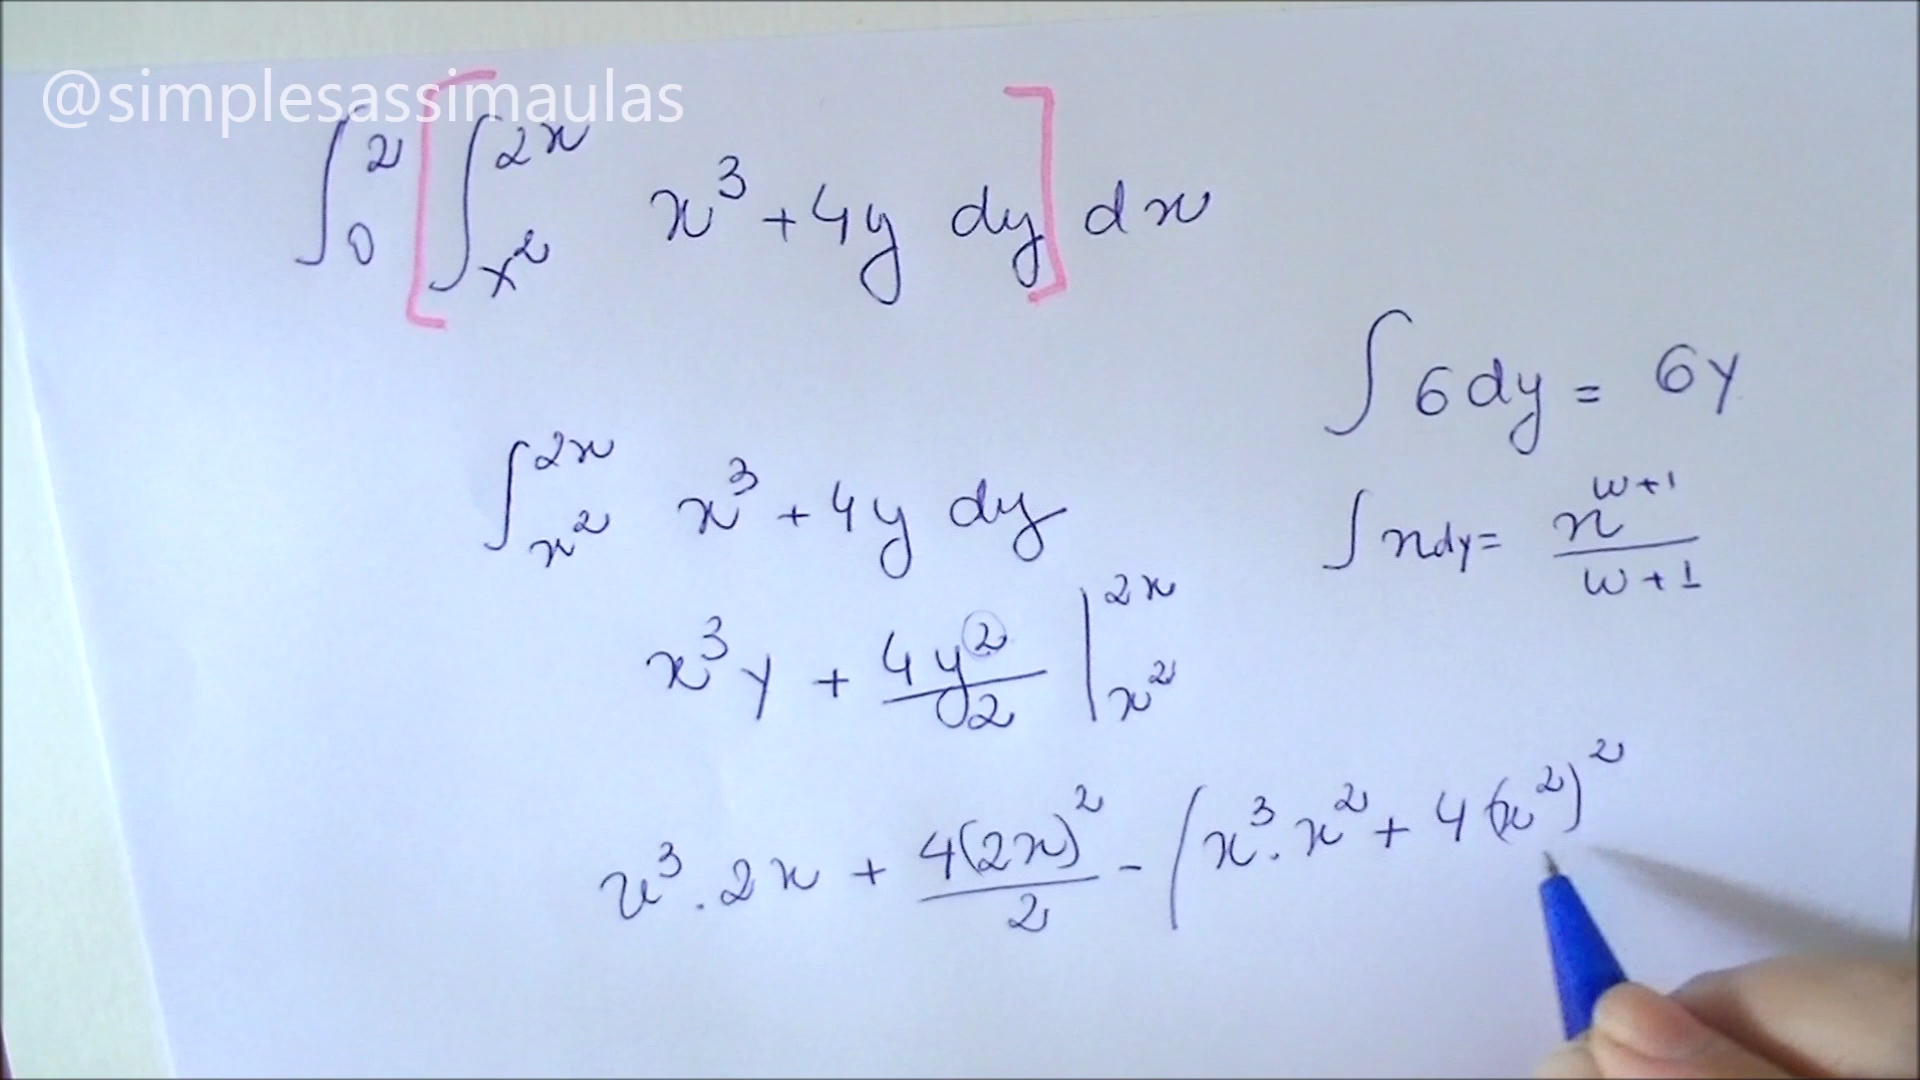 @simplesassimaulas
∫₀² [ ∫_{x²}^{2x} x³ + 4y dy ] dx
∫ 6 dy = 6y
∫_{x²}^{2x} x³ + 4y dy
∫ x dy = x^{n+1} / n+1
x³y + 4y²/2 |_{x²}^{2x}
x³ . 2x + 4(2x)²/2 - ( x³ . x² + 4(x²)²